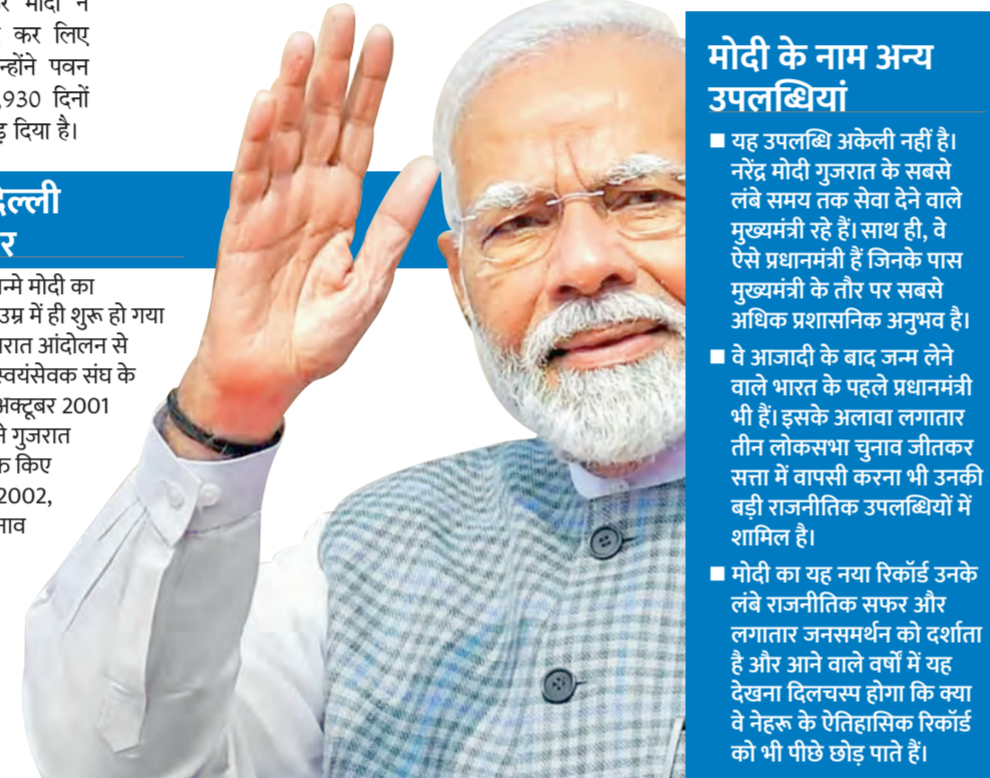 मोदी ने
कर लिए
न्होंने पवन
,930 दिनों
ड़ दिया है।
दिल्ली
र
न्मे मोदी का
उम्र में ही शुरू हो गया
रात आंदोलन से
स्वयंसेवक संघ के
अक्टूबर 2001
ने गुजरात
किए
2002,
नाव
मोदी के नाम अन्य
उपलब्धियां
■ यह उपलब्धि अकेली नहीं है।
नरेंद्र मोदी गुजरात के सबसे
लंबे समय तक सेवा देने वाले
मुख्यमंत्री रहे हैं। साथ ही, वे
ऐसे प्रधानमंत्री हैं जिनके पास
मुख्यमंत्री के तौर पर सबसे
अधिक प्रशासनिक अनुभव है।
■ वे आजादी के बाद जन्म लेने
वाले भारत के पहले प्रधानमंत्री
भी हैं। इसके अलावा लगातार
तीन लोकसभा चुनाव जीतकर
सत्ता में वापसी करना भी उनकी
बड़ी राजनीतिक उपलब्धियों में
शामिल है।
■ मोदी का यह नया रिकॉर्ड उनके
लंबे राजनीतिक सफर और
लगातार जनसमर्थन को दर्शाता
है और आने वाले वर्षों में यह
देखना दिलचस्प होगा कि क्या
वे नेहरू के ऐतिहासिक रिकॉर्ड
को भी पीछे छोड़ पाते हैं।